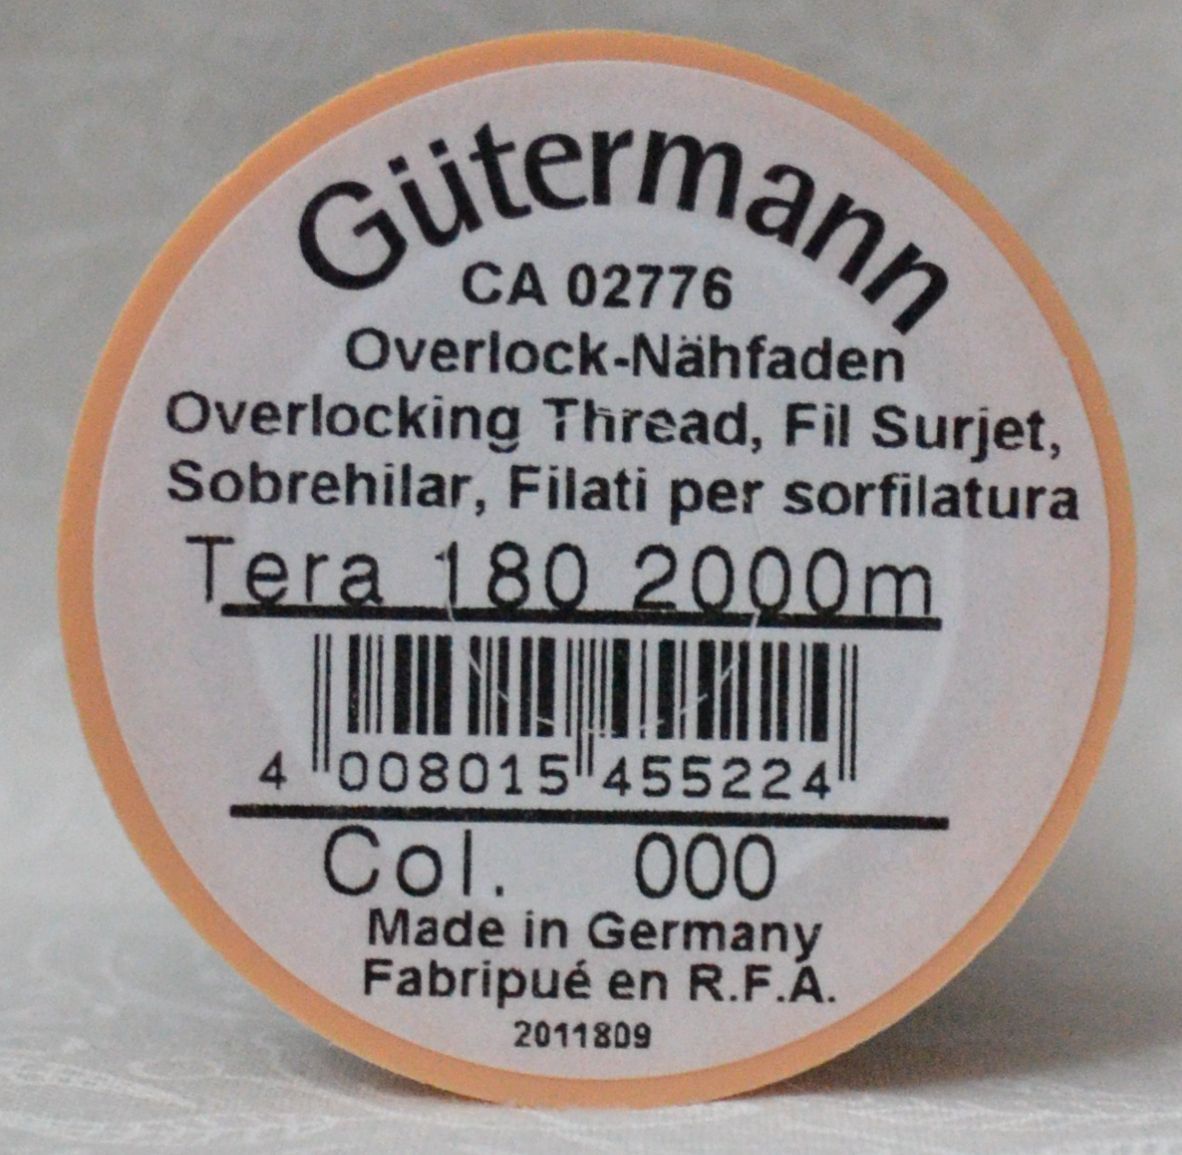 Gütermann
CA 02776
Overlock-Nähfaden
Overlocking Thread, Fil Surjet,
Sobrehilar, Filati per sorfilatura
Tera 180 2000m
4 008015 455224
Col. 000
Made in Germany
Fabripué en R.F.A.
2011809